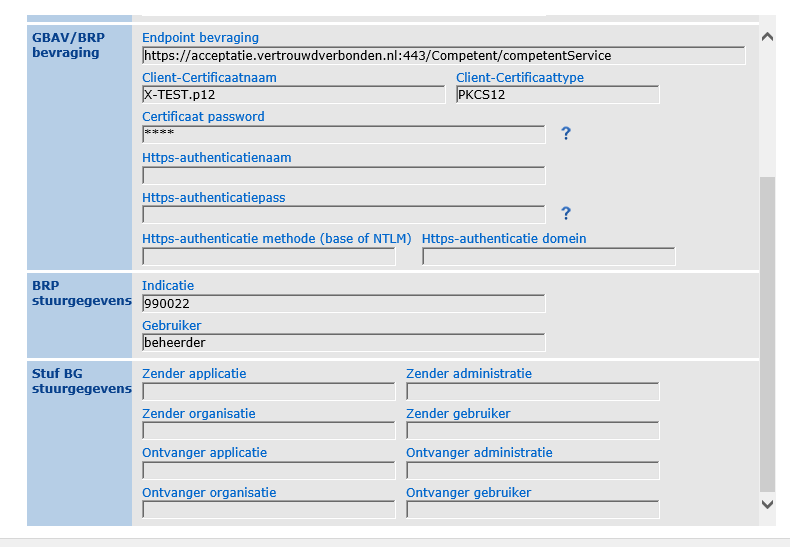 GBAV/BRP bevraging
Endpoint bevraging
https://acceptatie.vertrouwdverbonden.nl:443/Competent/competentService
Client-Certificaatnaam Client-Certificaattype
X-TEST.p12 PKCS12
Certificaat password
**** ?
Https-authenticatienaam
Https-authenticatiepass
?
Https-authenticatie methode (base of NTLM) Https-authenticatie domein
BRP stuurgegevens
Indicatie
990022
Gebruiker
beheerder
Stuf BG stuurgegevens
Zender applicatie Zender administratie
Zender organisatie Zender gebruiker
Ontvanger applicatie Ontvanger administratie
Ontvanger organisatie Ontvanger gebruiker